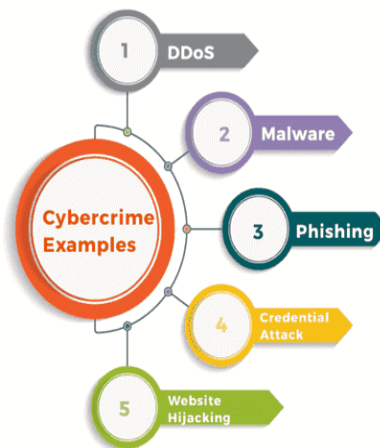 1
DDoS
2
Malware
Cybercrime
Examples
3
Phishing
4
Credential
Attack
5
Website
Hijacking